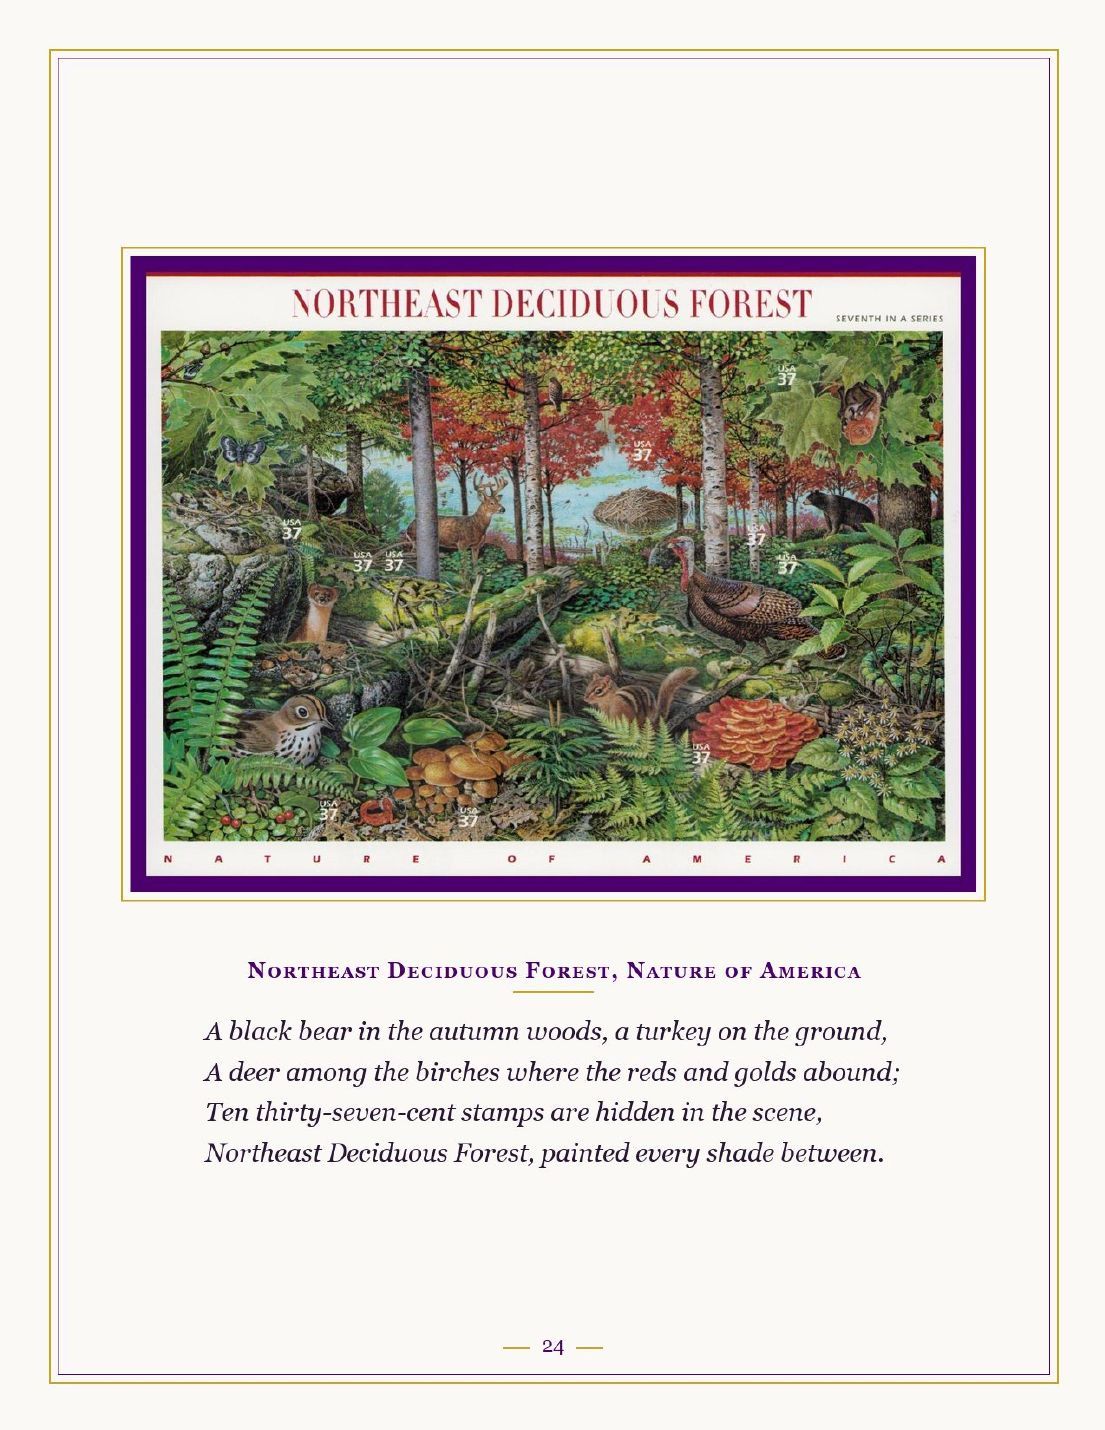 NORTHEAST DECIDUOUS FOREST
SEVENTH IN A SERIES
USA
37
USA
37
USA
37
USA
37
USA
37
USA
37
USA
37
USA
37
USA
37
USA
37
NATURE OF AMERICA
Northeast Deciduous Forest, Nature of America
A black bear in the autumn woods, a turkey on the ground,
A deer among the birches where the reds and golds abound;
Ten thirty-seven-cent stamps are hidden in the scene,
Northeast Deciduous Forest, painted every shade between.
24